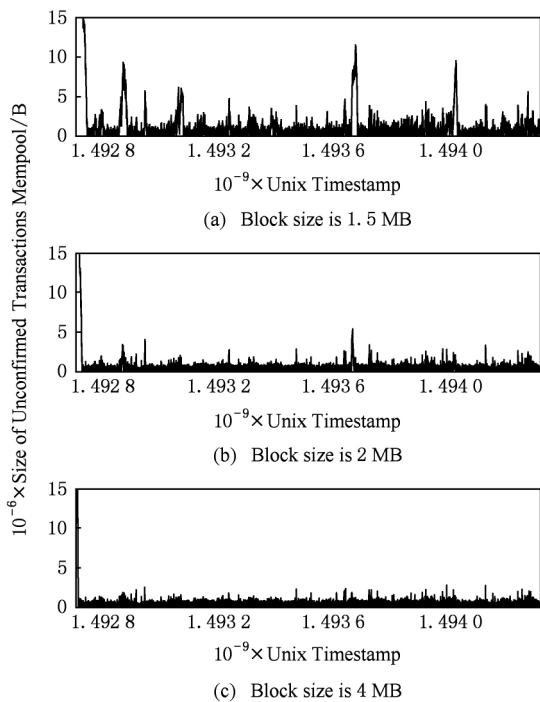 10⁻⁶×Size of Unconfirmed Transactions Mempool/B
15
10
5
0
1.492 8 1.493 2 1.493 6 1.494 0
10⁻⁹×Unix Timestamp
(a) Block size is 1.5 MB
15
10
5
0
1.492 8 1.493 2 1.493 6 1.494 0
10⁻⁹×Unix Timestamp
(b) Block size is 2 MB
15
10
5
0
1.492 8 1.493 2 1.493 6 1.494 0
10⁻⁹×Unix Timestamp
(c) Block size is 4 MB